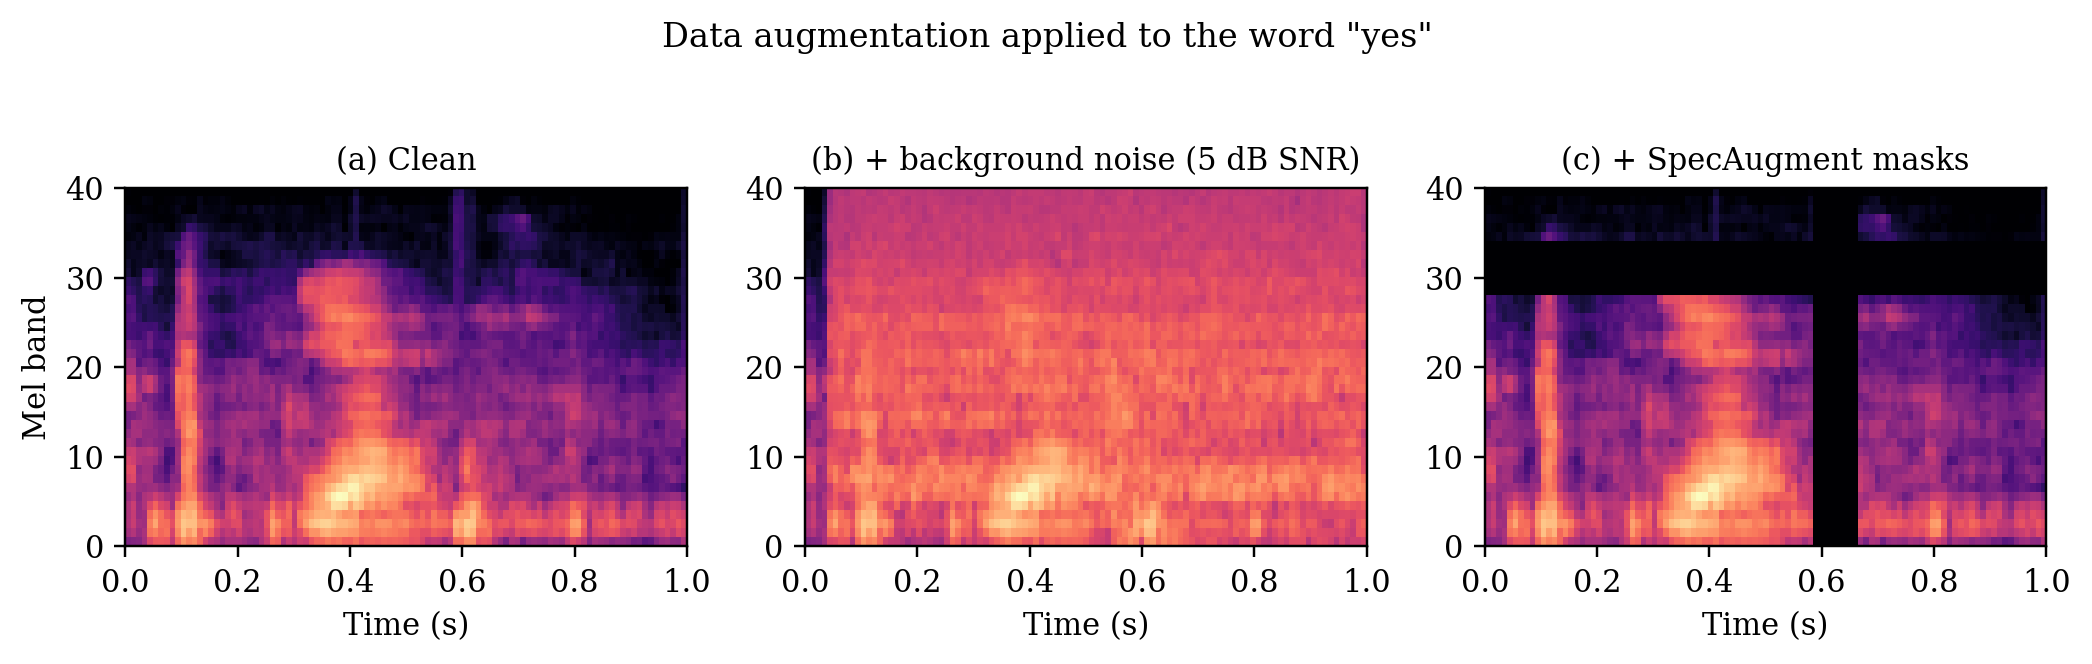 Data augmentation applied to the word "yes"
(a) Clean
(b) + background noise (5 dB SNR)
(c) + SpecAugment masks
Mel band
40
30
20
10
0
0.0 0.2 0.4 0.6 0.8 1.0
Time (s)
40
30
20
10
0
0.0 0.2 0.4 0.6 0.8 1.0
Time (s)
40
30
20
10
0
0.0 0.2 0.4 0.6 0.8 1.0
Time (s)